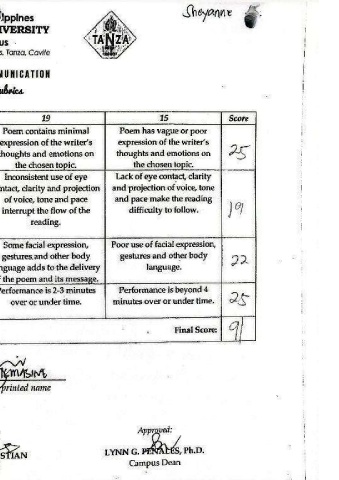 Sheyanne
ilippines
IVERSITY
us
s, Tanza, Cavite
TANZA
MUNICATION
ubrics
19 15 Score
Poem contains minimal
expression of the writer's
houghts and emotions on
the chosen topic.
Poem has vague or poor
expression of the writer's
thoughts and emotions on
the chosen topic.
25
Inconsistent use of eye
ntact, clarity and projection
of voice, tone and pace
interrupt the flow of the
reading.
Lack of eye contact, clarity
and projection of voice, tone
and pace make the reading
difficulty to follow.
19
Some facial expression,
gestures and other body
nguage adds to the delivery
f the poem and its message.
Poor use of facial expression,
gestures and other body
language.
22
Performance is 2-3 minutes
over or under time.
Performance is beyond 4
minutes over or under time.
25
Final Score: 91
printed name
Approved:
STIAN
LYNN G. PENALES, Ph.D.
Campus Dean